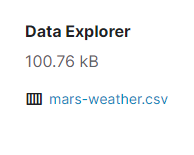 Data Explorer
100.76 kB
mars-weather.csv